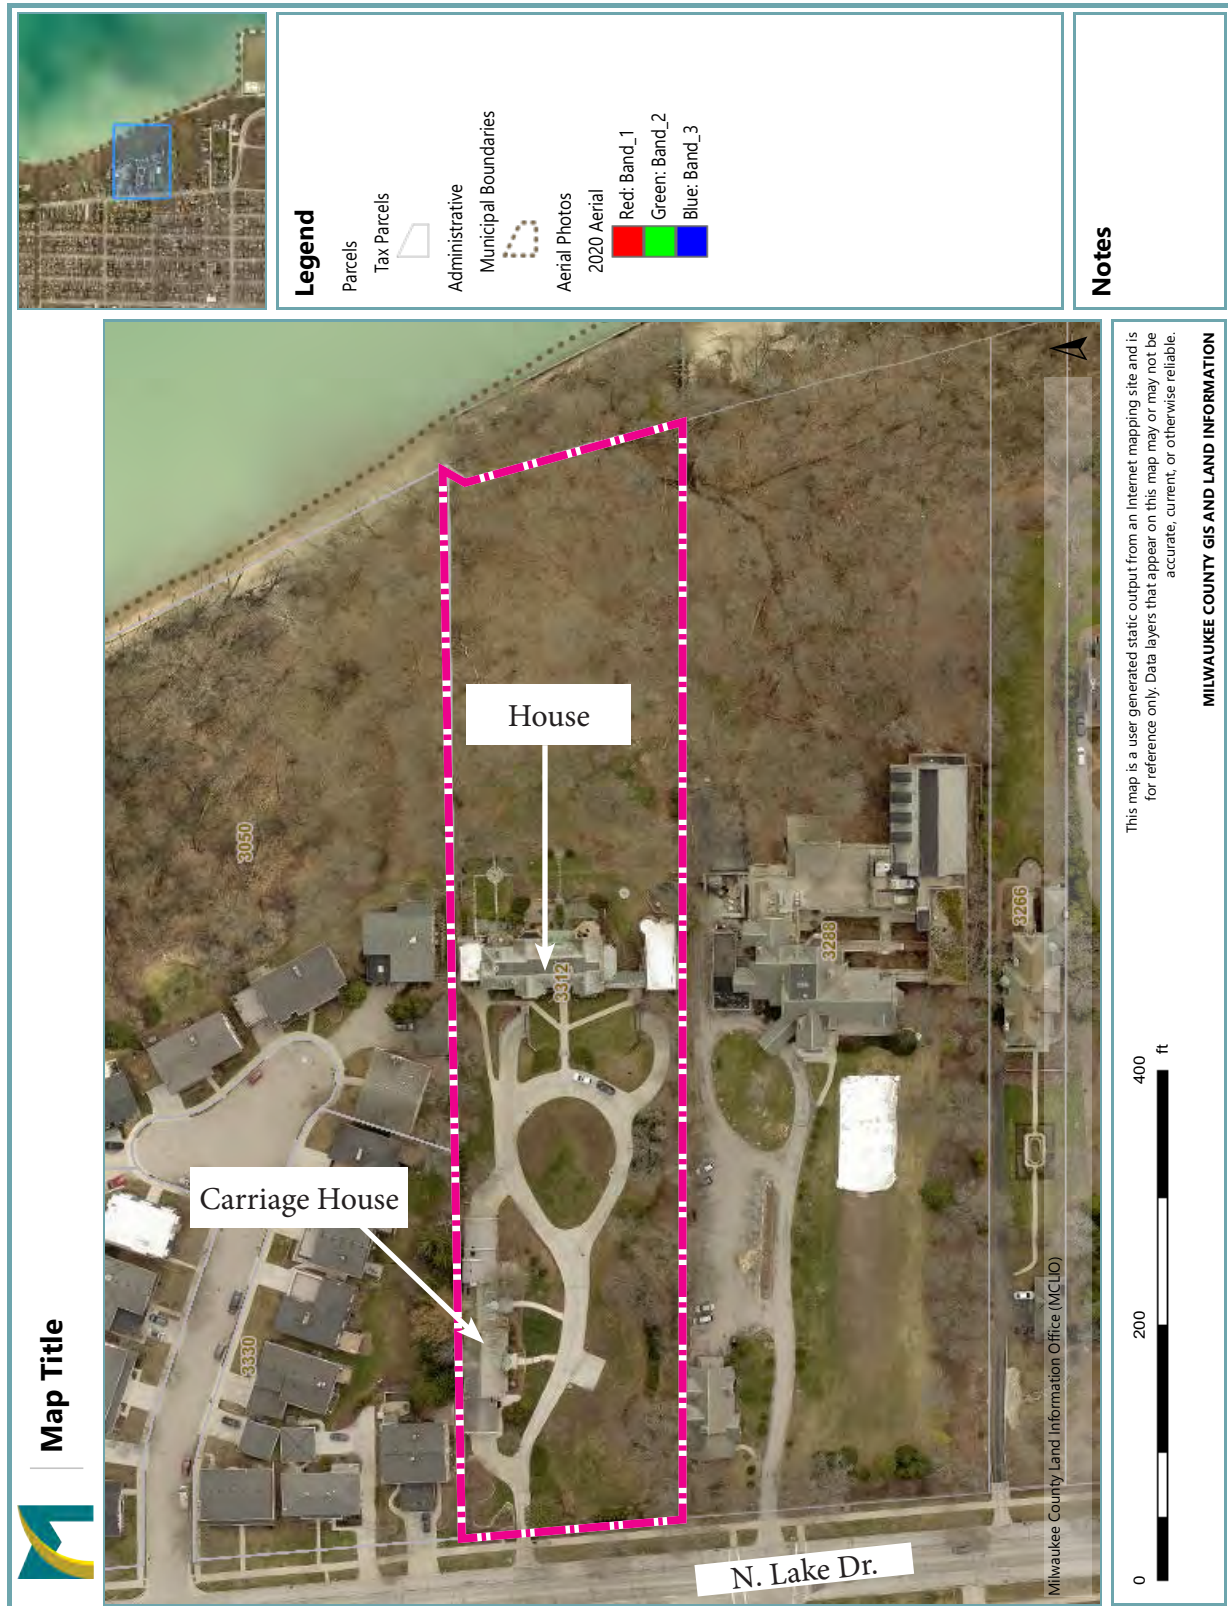 Map Title
Legend
Parcels
Tax Parcels
Administrative
Municipal Boundaries
Aerial Photos
2020 Aerial
Red: Band_1
Green: Band_2
Blue: Band_3
Notes
3050
House
3312
3288
3266
Carriage House
3330
N. Lake Dr.
Milwaukee County Land Information Office (MCLIO)
0 200 400
ft
This map is a user generated static output from an Internet mapping site and is
for reference only. Data layers that appear on this map may or may not be
accurate, current, or otherwise reliable.
MILWAUKEE COUNTY GIS AND LAND INFORMATION